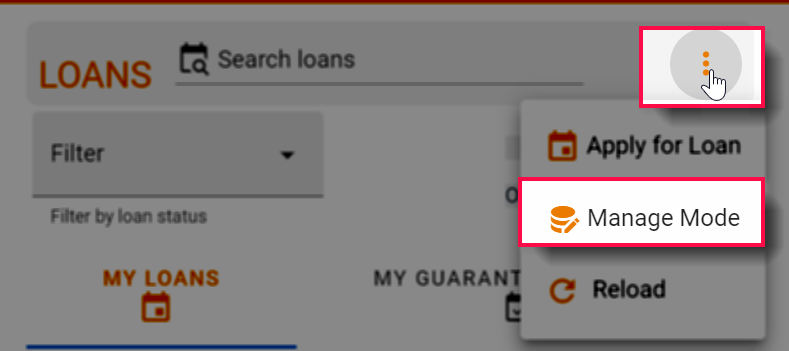 LOANS
Search loans
Filter
Filter by loan status
Apply for Loan
Manage Mode
Reload
MY LOANS
MY GUARANT